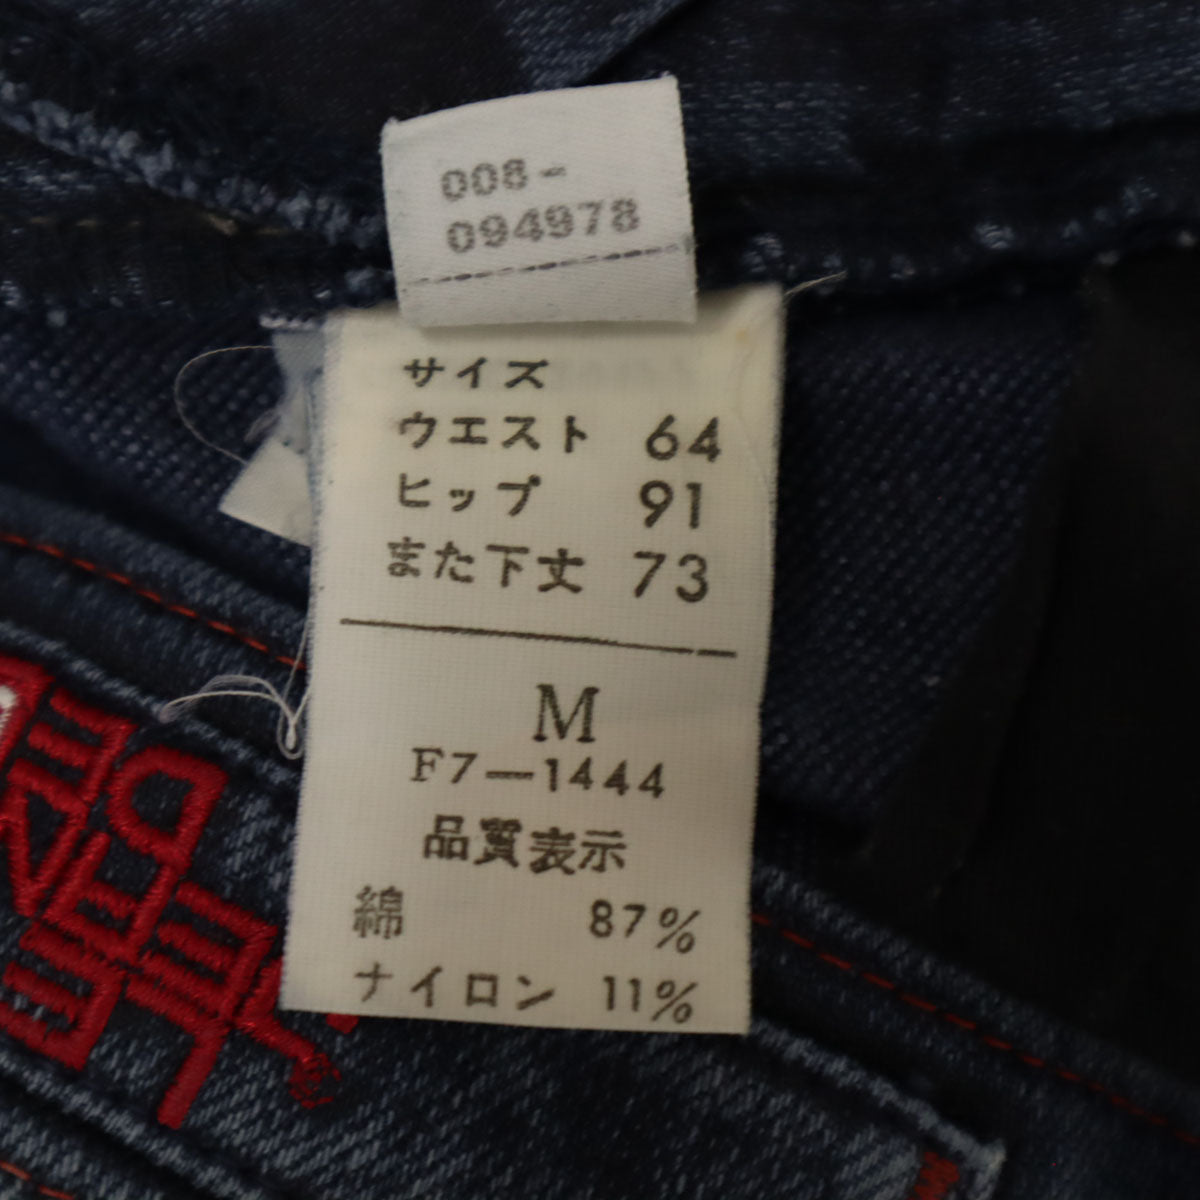 008-
094978
サイズ
ウエスト 64
ヒップ 91
また下丈 73
M
F7-1444
品質表示
綿 87%
ナイロン 11%